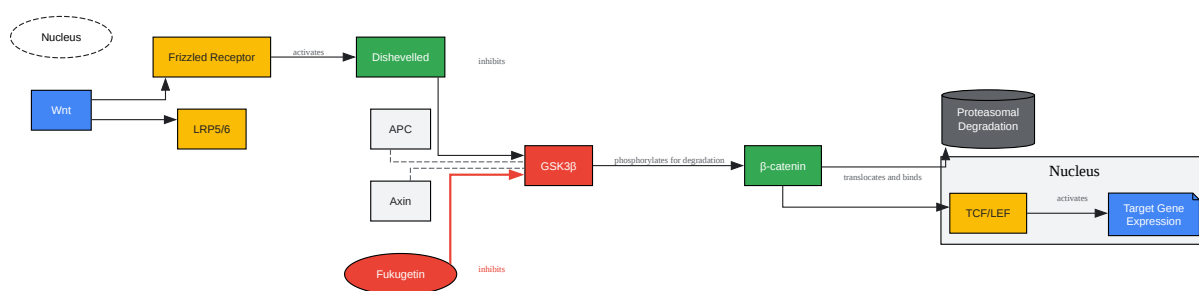 Nucleus
Frizzled Receptor
activates
Dishevelled
inhibits
Wnt
LRP5/6
APC
Axin
GSK3β
phosphorylates for degradation
β-catenin
Proteasomal
Degradation
translocates and binds
Nucleus
TCF/LEF
activates
Target Gene
Expression
Fukugetin
inhibits